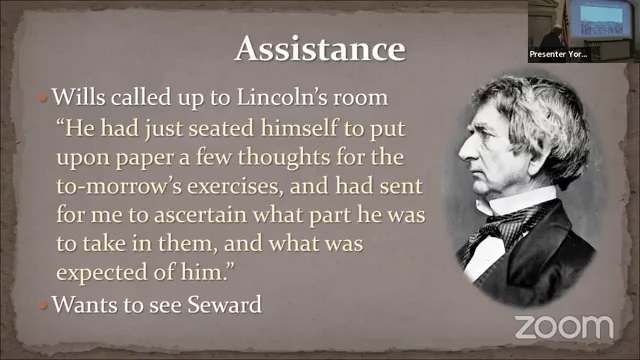 Assistance
Presenter Yor...
• Wills called up to Lincoln's room
"He had just seated himself to put
upon paper a few thoughts for the
to-morrow's exercises, and had sent
for me to ascertain what part he was
to take in them, and what was
expected of him."
• Wants to see Seward
zoom